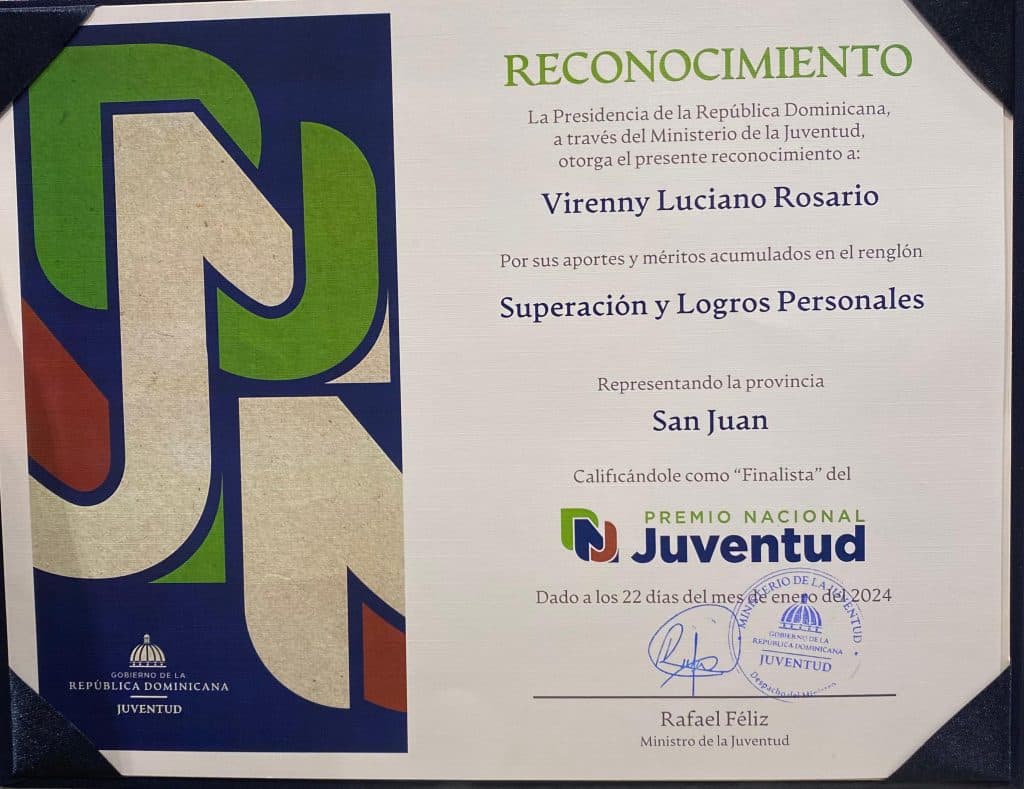 RECONOCIMIENTO
La Presidencia de la República Dominicana,
a través del Ministerio de la Juventud,
otorga el presente reconocimiento a:
Virenny Luciano Rosario
Por sus aportes y méritos acumulados en el renglón
Superación y Logros Personales
Representando la provincia
San Juan
Calificándole como “Finalista” del
PREMIO NACIONAL
Juventud
Dado a los 22 días del mes de enero del 2024
MINISTERIO DE LA JUVENTUD
GOBIERNO DE LA
REPÚBLICA DOMINICANA
JUVENTUD
Despacho del
Rafael Féliz
Ministro de la Juventud
GOBIERNO DE LA
REPÚBLICA DOMINICANA
JUVENTUD